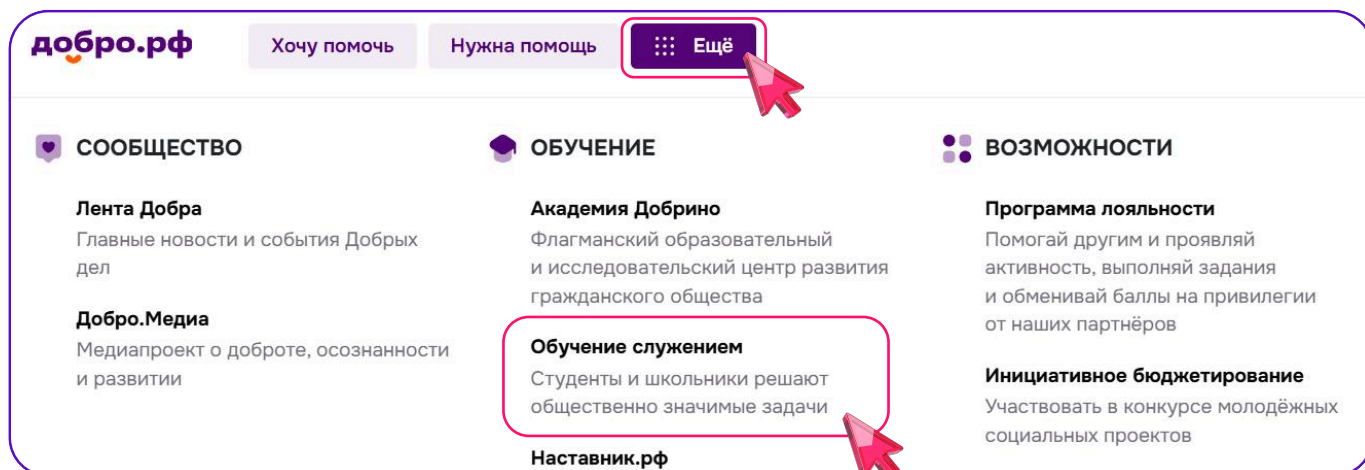 добро.рф
Хочу помочь
Нужна помощь
Ещё
СООБЩЕСТВО
Лента Добра
Главные новости и события Добрых
дел
Добро.Медиа
Медиапроект о доброте, осознанности
и развитии
ОБУЧЕНИЕ
Академия Добрино
Флагманский образовательный
и исследовательский центр развития
гражданского общества
Обучение служением
Студенты и школьники решают
общественно значимые задачи
Наставник.рф
ВОЗМОЖНОСТИ
Программа лояльности
Помогай другим и проявляй
активность, выполняй задания
и обменивай баллы на привилегии
от наших партнёров
Инициативное бюджетирование
Участвовать в конкурсе молодёжных
социальных проектов